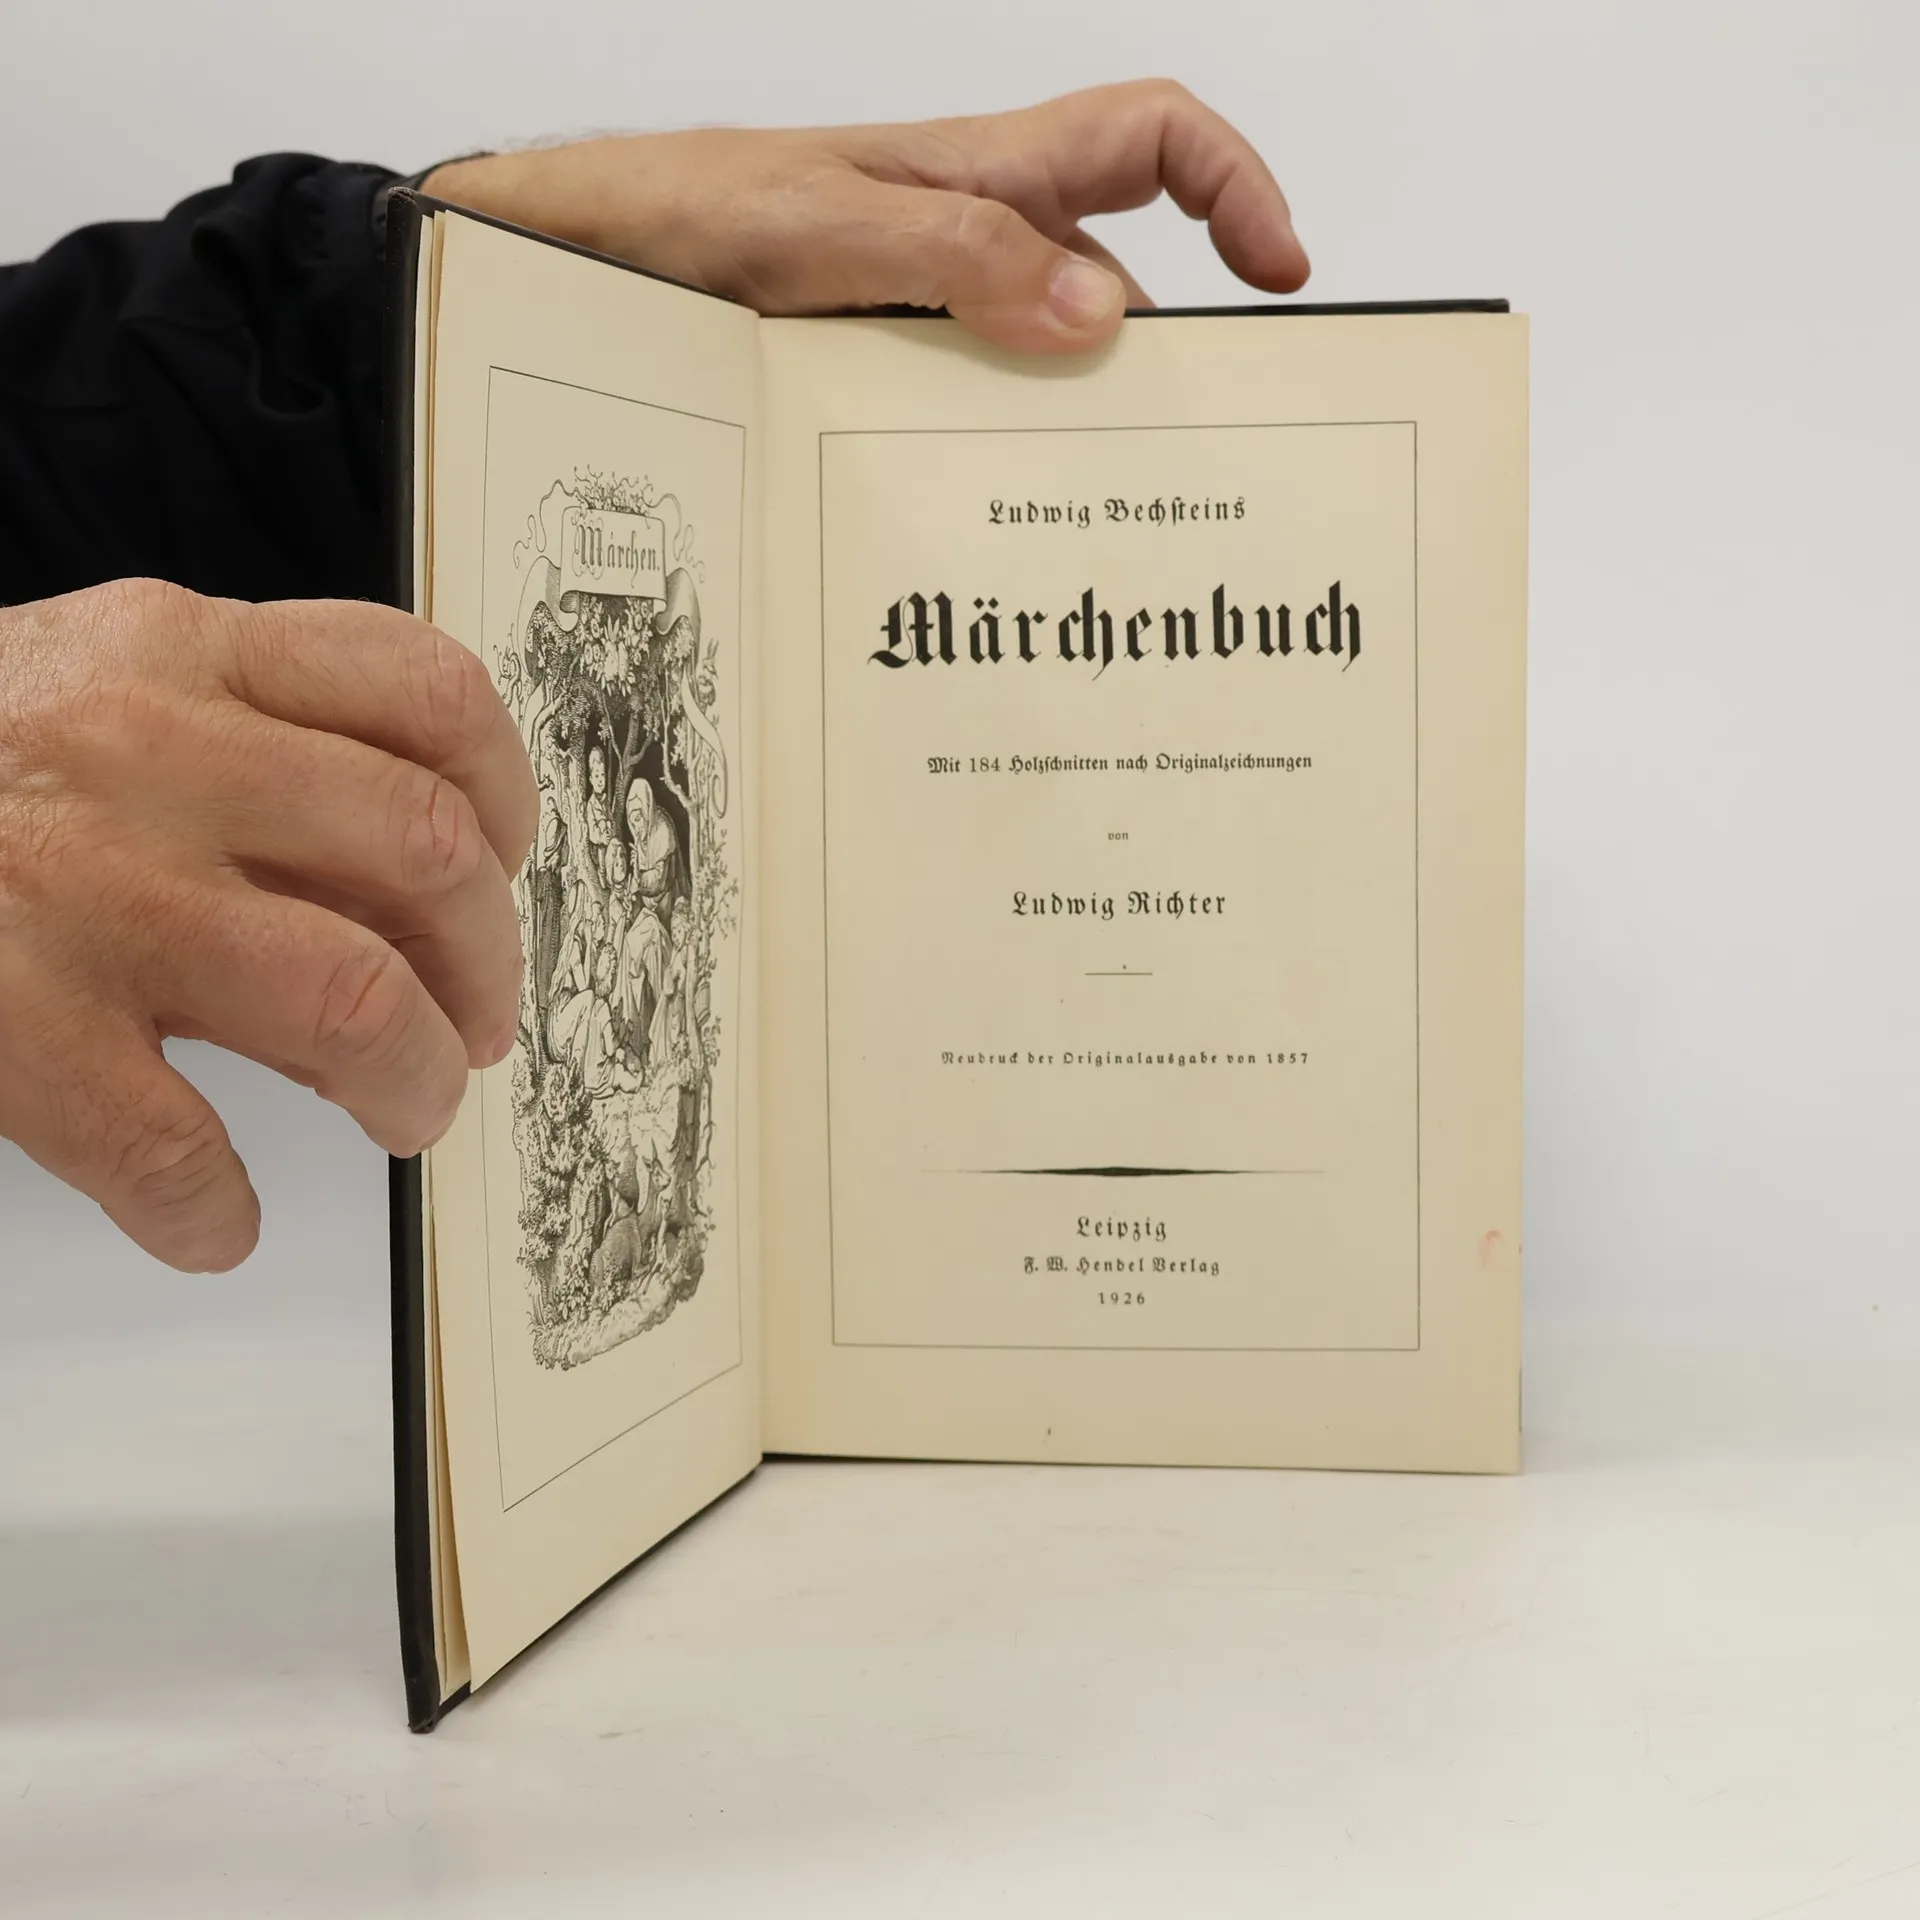 Märchen.
Ludwig Bechsteins
Märchenbuch
Mit 184 Holzschnitten nach Originalzeichnungen
von
Ludwig Richter
Neudruck der Originalausgabe von 1857
Leipzig
F. W. Hendel Verlag
1926